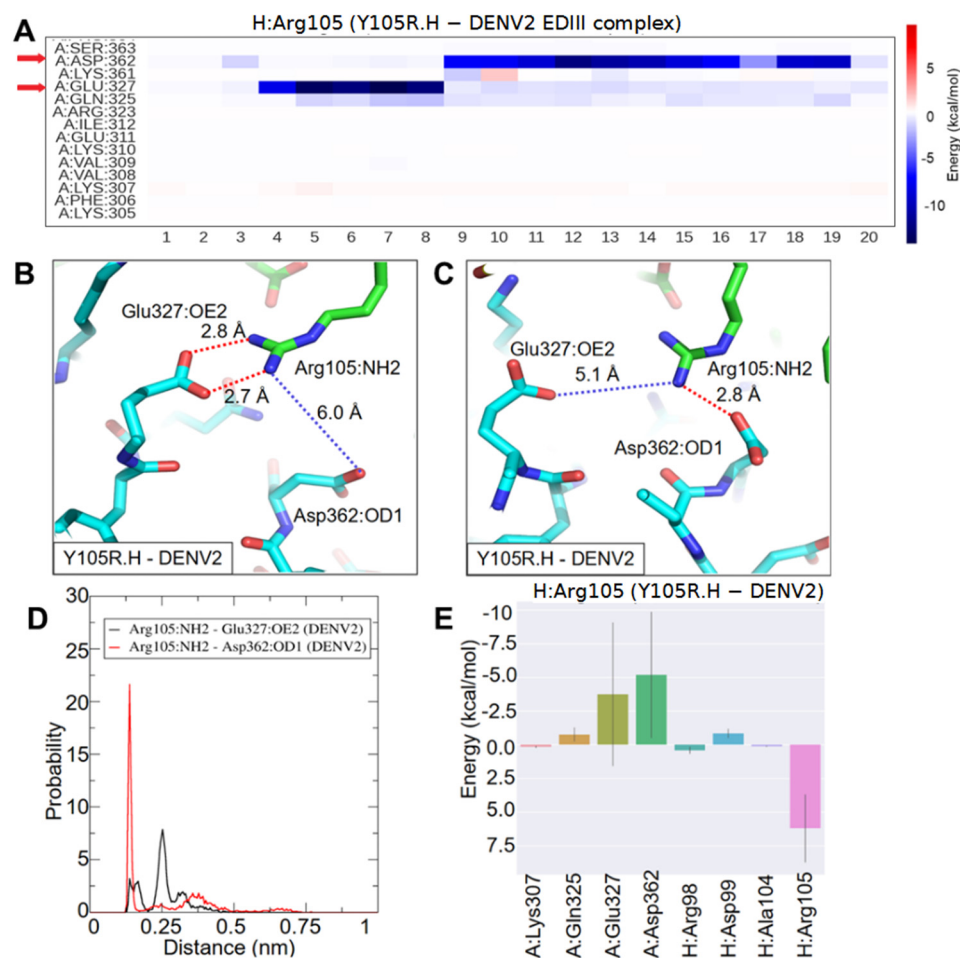 A
H:Arg105 (Y105R.H − DENV2 EDIII complex)
A:SER:363
A:ASP:362
A:LYS:361
A:GLU:327
A:GLN:325
A:ARG:323
A:ILE:312
A:GLU:311
A:LYS:310
A:VAL:309
A:VAL:308
A:LYS:307
A:PHE:306
A:LYS:305
1 2 3 4 5 6 7 8 9 10 11 12 13 14 15 16 17 18 19 20
5
0
-5
-10
Energy (kcal/mol)
B
Glu327:OE2
2.8 Å
Arg105:NH2
2.7 Å
6.0 Å
Asp362:OD1
Y105R.H - DENV2
C
Glu327:OE2
5.1 Å
Arg105:NH2
2.8 Å
Asp362:OD1
Y105R.H - DENV2
D
30
25
20
15
10
5
0
Probability
Arg105:NH2 - Glu327:OE2 (DENV2)
Arg105:NH2 - Asp362:OD1 (DENV2)
0 0.25 0.5 0.75 1
Distance (nm)
E
H:Arg105 (Y105R.H − DENV2)
-10
-7.5
-5.0
-2.5
0.0
2.5
5.0
7.5
Energy (kcal/mol)
A:Lys307
A:Gln325
A:Glu327
A:Asp362
H:Arg98
H:Asp99
H:Ala104
H:Arg105